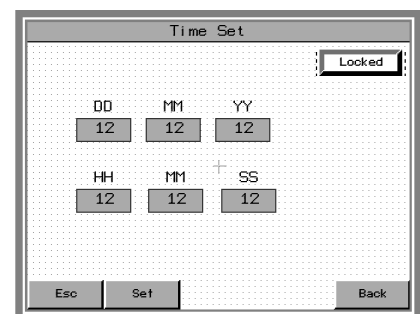 Time Set
Locked
DD MM YY
12 12 12
HH MM SS
12 12 12
Esc Set Back